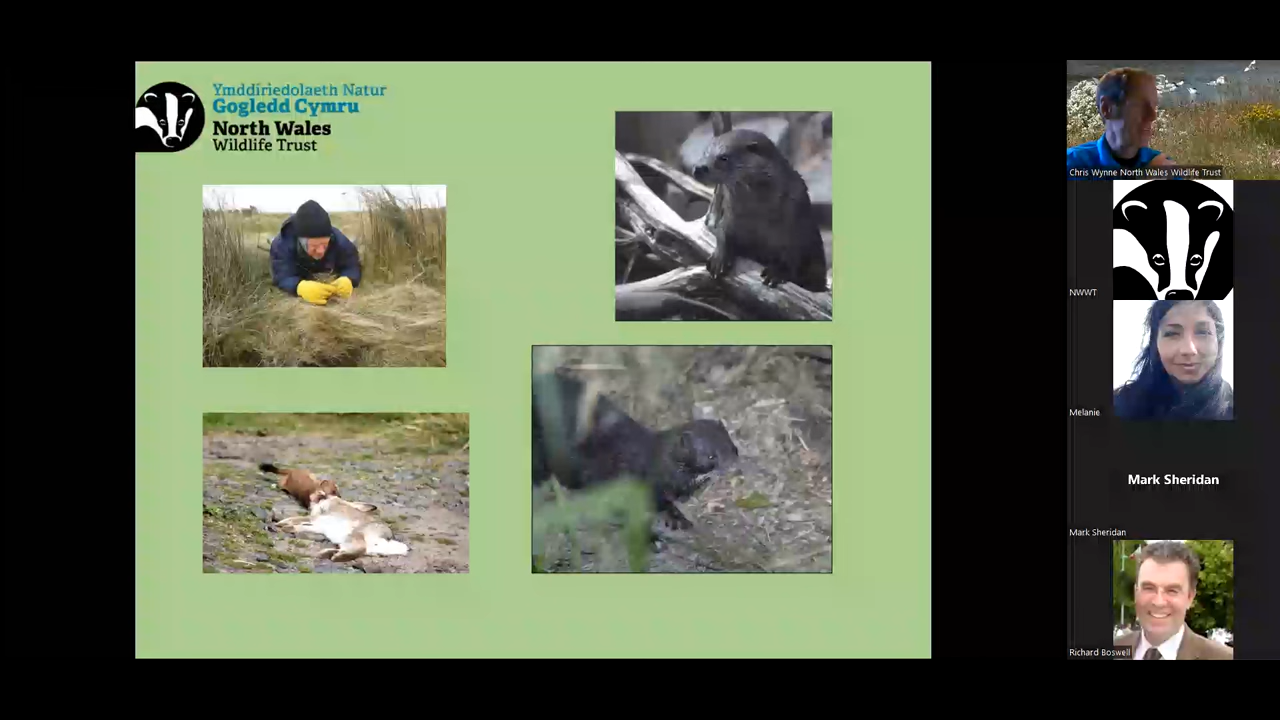 Ymddiriedolaeth Natur
Gogledd Cymru
North Wales
Wildlife Trust
Chris Wynne North Wales Wildlife Trust
NWWT
Melanie
Mark Sheridan
Mark Sheridan
Richard Boswell